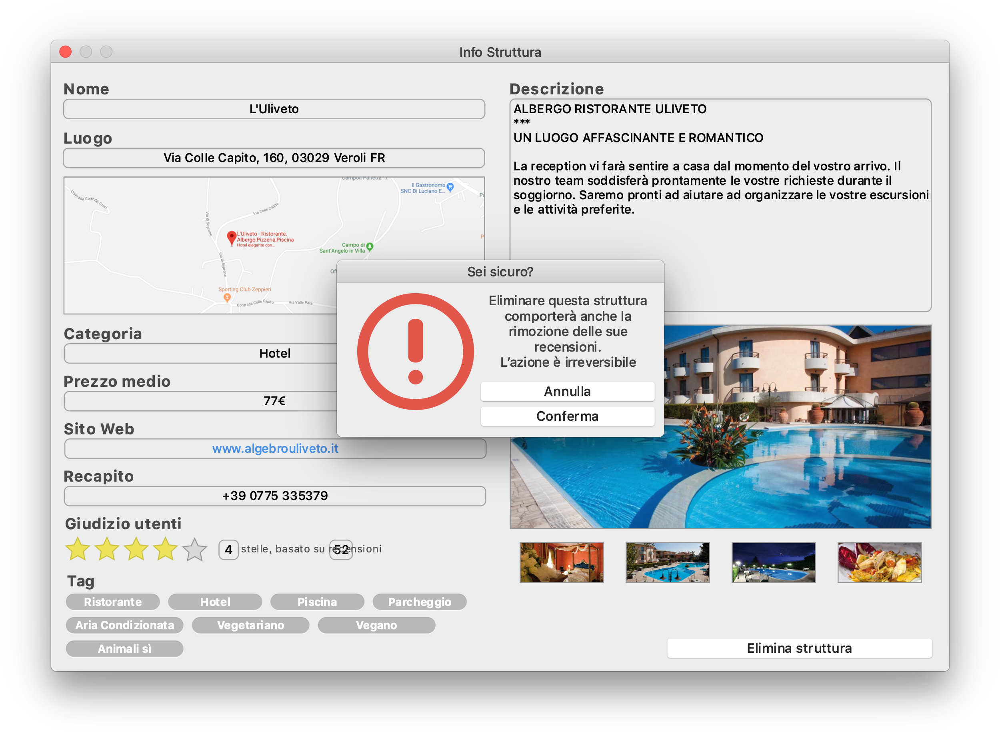 Info Struttura
Nome
L'Uliveto
Luogo
Via Colle Capito, 160, 03029 Veroli FR
Contrada Cona dei Greci
Via di Soprone
Via Colle Capito
Il Gastronomo
SNC Di Luciano E...
L'Uliveto - Ristorante,
Albergo,Pizzeria,Piscina
Hotel elegante con...
Campo di
Sant'Angelo in Villa
Via di Soprone
Sporting Club Zeppieri
Contrada Colle Capito
Via Valle Para
Categoria
Hotel
Prezzo medio
77€
Sito Web
www.algebrouliveto.it
Recapito
+39 0775 335379
Giudizio utenti
4 stelle, basato su 52 recensioni
Tag
Ristorante
Hotel
Piscina
Parcheggio
Aria Condizionata
Vegetariano
Vegano
Animali sì
Descrizione
ALBERGO RISTORANTE ULIVETO
***
UN LUOGO AFFASCINANTE E ROMANTICO
La reception vi farà sentire a casa dal momento del vostro arrivo. Il
nostro team soddisferà prontamente le vostre richieste durante il
soggiorno. Saremo pronti ad aiutare ad organizzare le vostre escursioni
e le attività preferite.
Sei sicuro?
Eliminare questa struttura
comporterà anche la
rimozione delle sue
recensioni.
L’azione è irreversibile
Annulla
Conferma
Elimina struttura